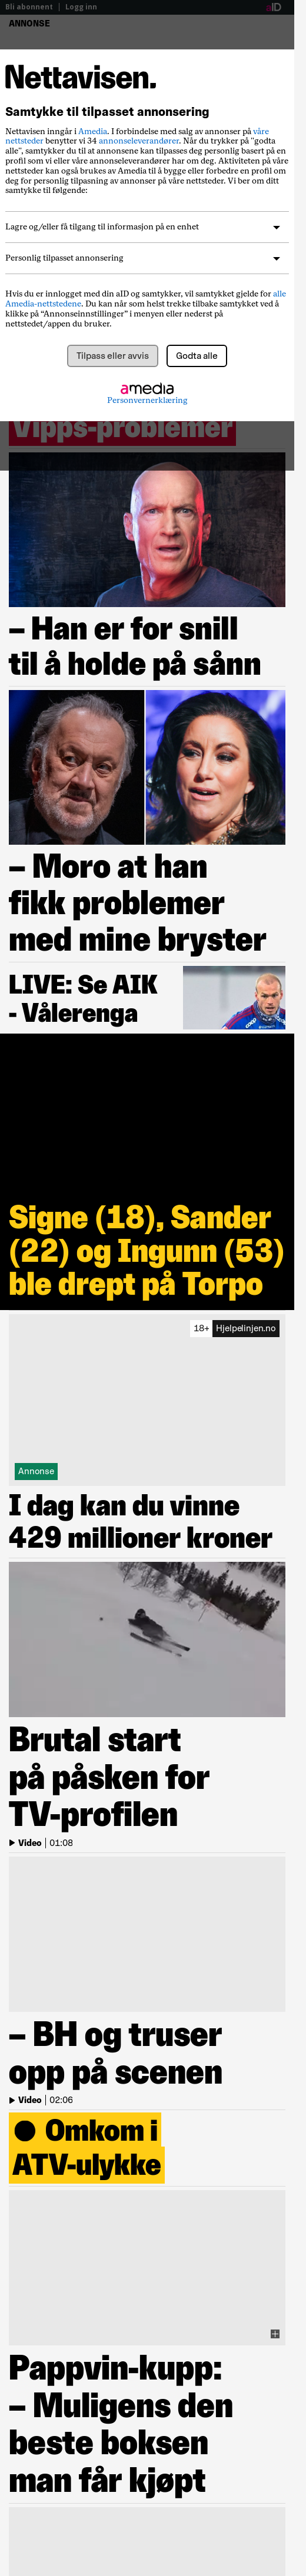 Bli abonnent | Logg inn
aID
ANNONSE
Nettavisen.
Samtykke til tilpasset annonsering
Nettavisen inngår i Amedia. I forbindelse med salg av annonser på våre
nettsteder benytter vi 34 annonseleverandører. Når du trykker på "godta
alle", samtykker du til at annonsene kan tilpasses deg personlig basert på en
profil som vi eller våre annonseleverandører har om deg. Aktiviteten på våre
nettsteder kan også brukes av Amedia til å bygge eller forbedre en profil om
deg for personlig tilpasning av annonser på våre nettsteder. Vi ber om ditt
samtykke til følgende:
Lagre og/eller få tilgang til informasjon på en enhet
Personlig tilpasset annonsering
Hvis du er innlogget med din aID og samtykker, vil samtykket gjelde for alle
Amedia-nettstedene. Du kan når som helst trekke tilbake samtykket ved å
klikke på “Annonseinnstillinger” i menyen eller nederst på
nettstedet/appen du bruker.
Tilpass eller avvis
Godta alle
amedia
Personvernerklæring
Vipps-problemer
– Han er for snill
til å holde på sånn
– Moro at han
fikk problemer
med mine bryster
LIVE: Se AIK
- Vålerenga
Signe (18), Sander
(22) og Ingunn (53)
ble drept på Torpo
18+ Hjelpelinjen.no
Annonse
I dag kan du vinne
429 millioner kroner
Brutal start
på påsken for
TV-profilen
Video | 01:08
– BH og truser
opp på scenen
Video | 02:06
Omkom i
ATV-ulykke
Pappvin-kupp:
– Muligens den
beste boksen
man får kjøpt